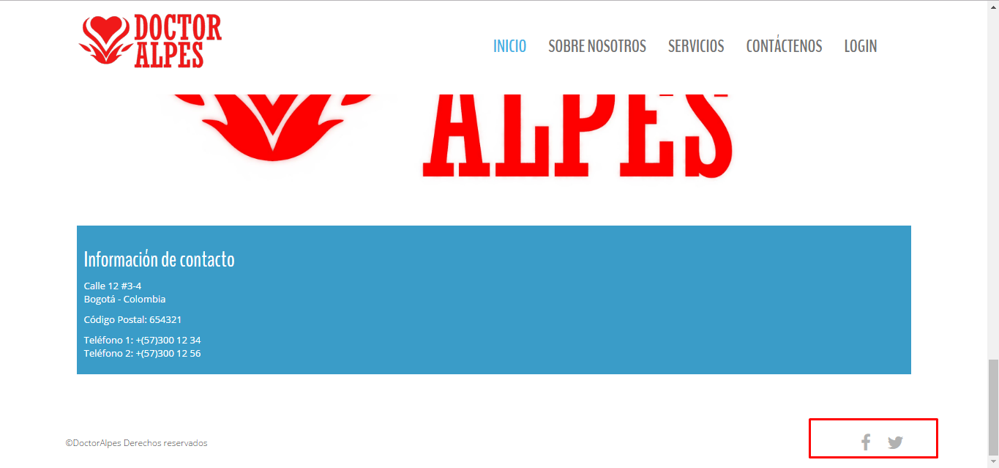 DOCTOR
ALPES
INICIO SOBRE NOSOTROS SERVICIOS CONTÁCTENOS LOGIN
ALPES
Información de contacto
Calle 12 #3-4
Bogotá - Colombia
Código Postal: 654321
Teléfono 1: +(57)300 12 34
Teléfono 2: +(57)300 12 56
©DoctorAlpes Derechos reservados